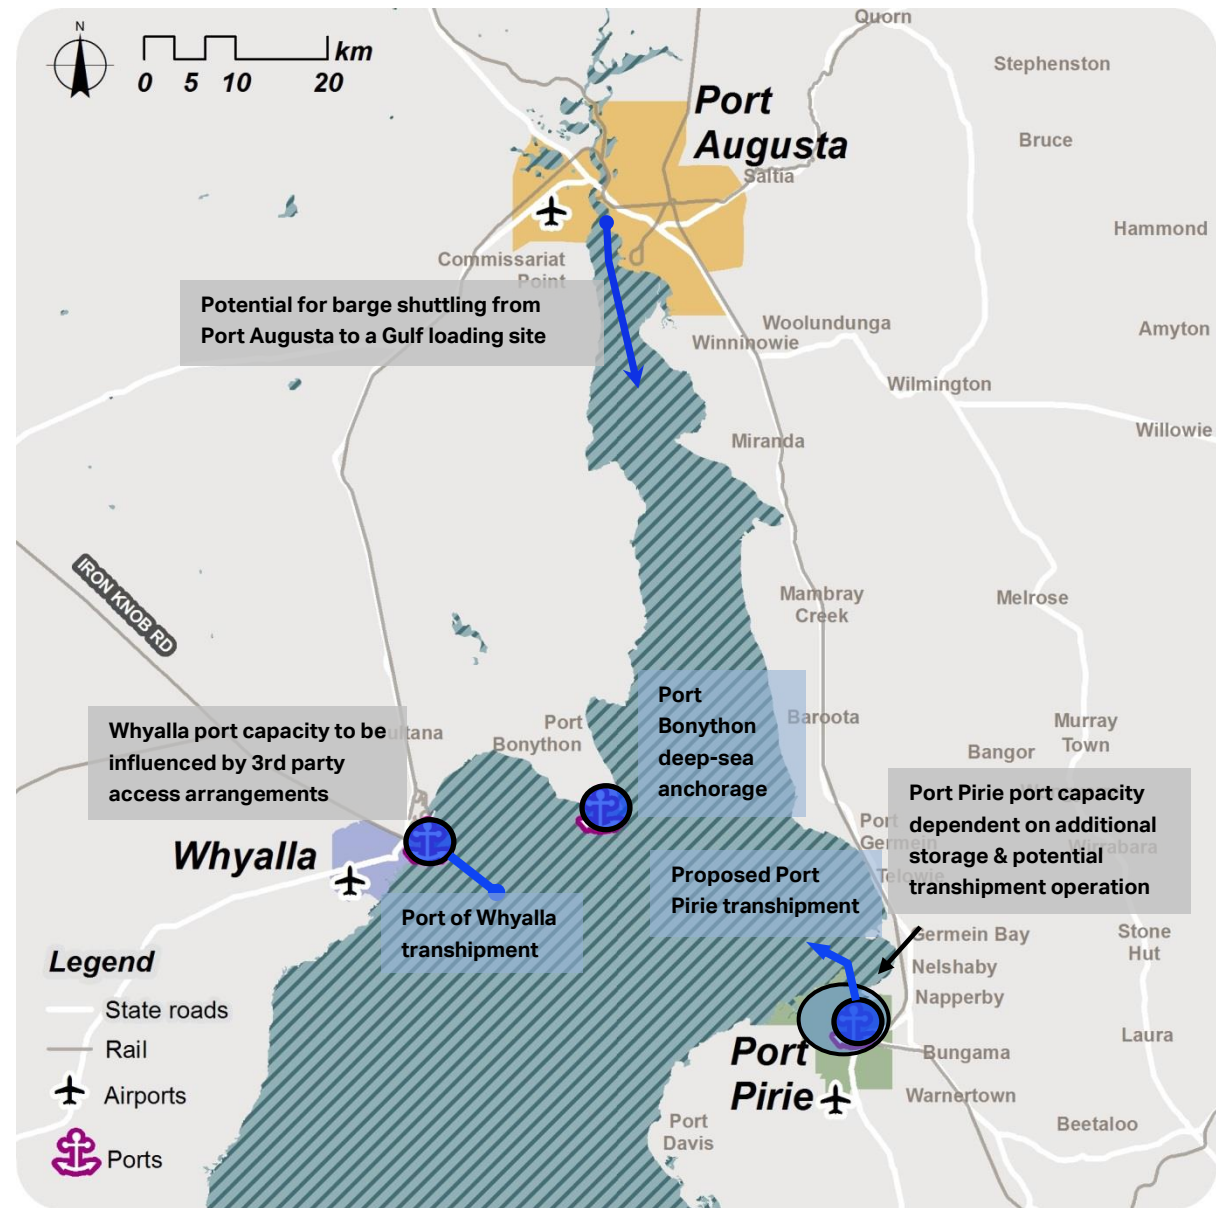 N
km
0 5 10 20
Quorn
Stephenston
Port
Augusta
Bruce
Saltia
Hammond
Commissariat
Point
Potential for barge shuttling from
Port Augusta to a Gulf loading site
Woolundunga
Winninowie
Amyton
Wilmington
Willowie
Miranda
IRON KNOB RD
Mambray
Creek
Melrose
Port
Bonython
deep-sea
anchorage
Whyalla port capacity to be
influenced by 3rd party
access arrangements
Port
Bonython
Baroota
Murray
Town
Bangor
Port Pirie port capacity
dependent on additional
storage & potential
transhipment operation
Port
Germein
Wirrabara
Telowie
Whyalla
Proposed Port
Pirie transhipment
Port of Whyalla
transhipment
Germein Bay
Stone
Hut
Nelshaby
Napperby
Laura
Port
Pirie
Bungama
Warnertown
Beetaloo
Port
Davis
Legend
State roads
Rail
Airports
Ports